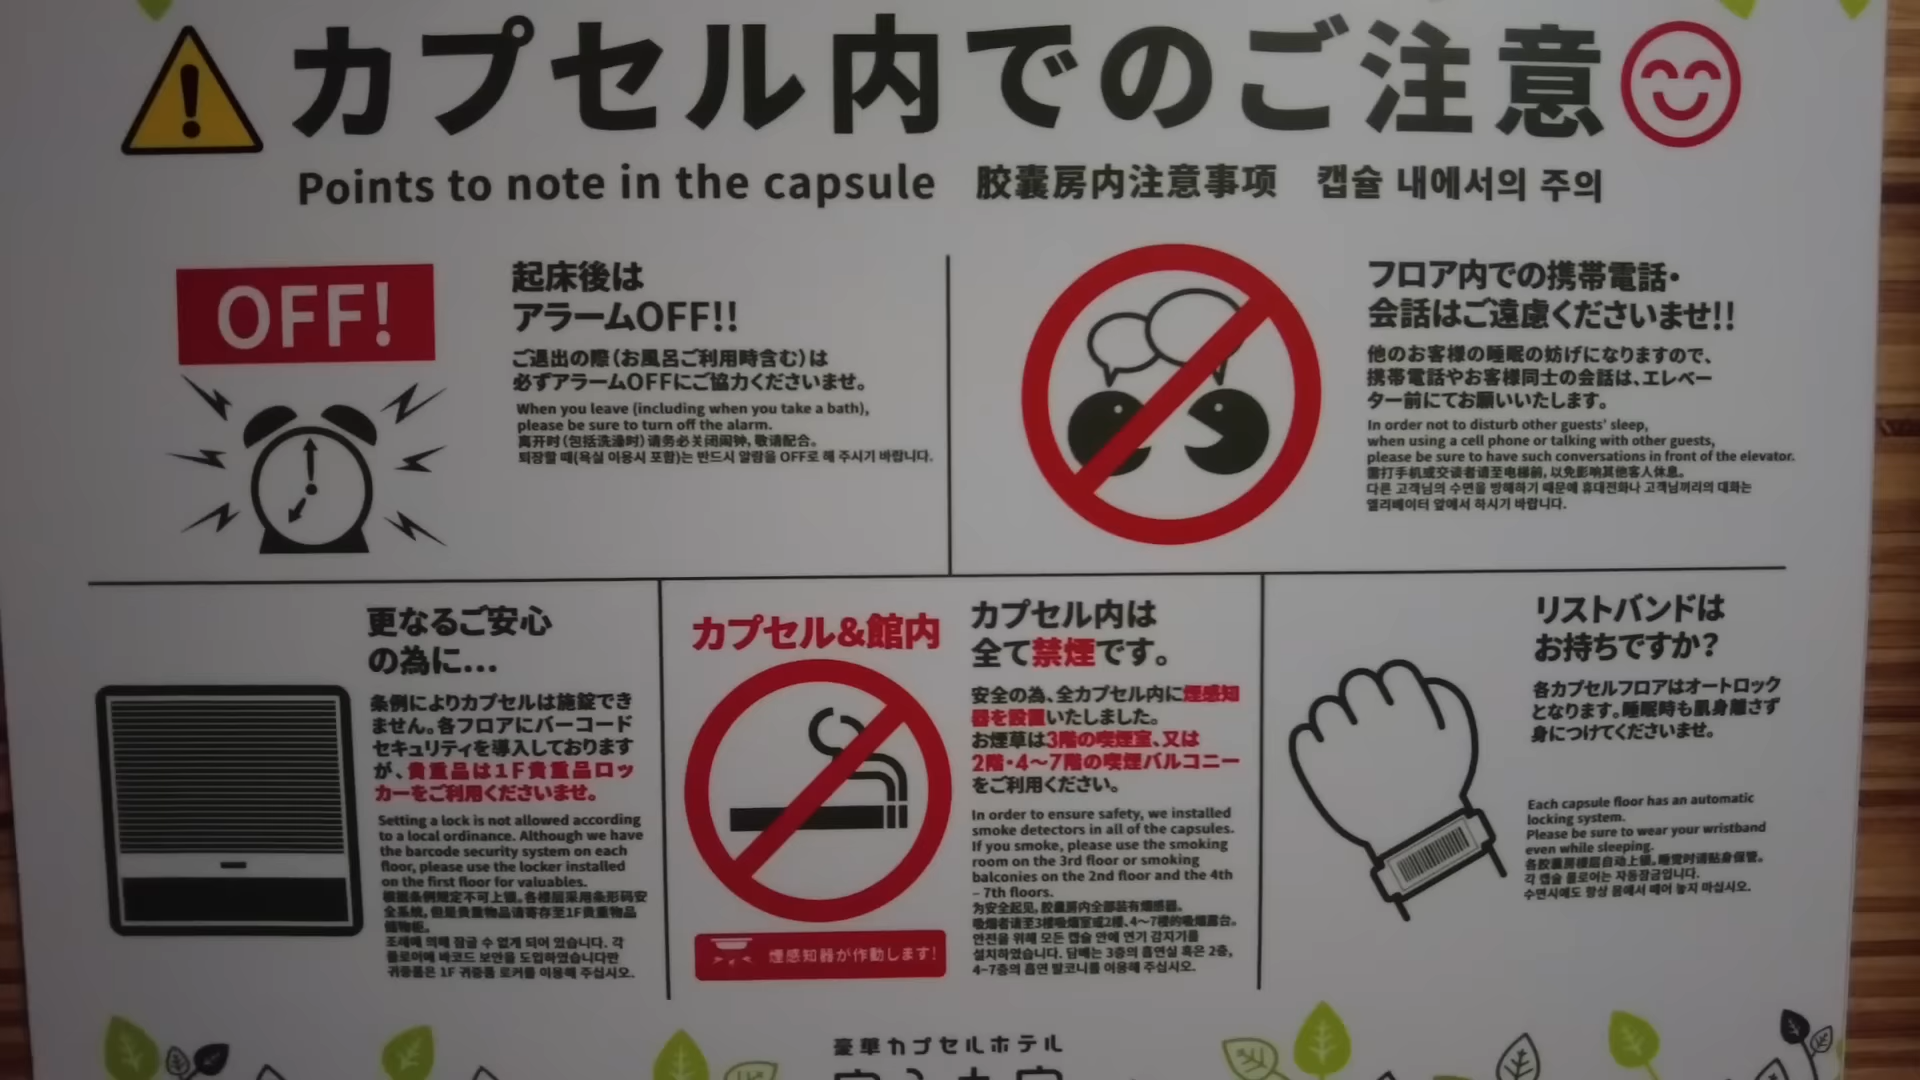 カプセル内でのご注意
Points to note in the capsule 胶囊房内注意事项 캡슐 내에서의 주의
OFF!
起床後は
アラームOFF!!
ご退出の際(お風呂ご利用時含む)は
必ずアラームOFFにご協力くださいませ。
When you leave (including when you take a bath),
please be sure to turn off the alarm.
离开时(包括洗澡时)请务必关闭闹钟,敬请配合。
퇴장할 때(욕실 이용시 포함)는 반드시 알람을 OFF로 해 주시기 바랍니다.
フロア内での携帯電話・
会話はご遠慮くださいませ!!
他のお客様の睡眠の妨げになりますので、
携帯電話やお客様同士の会話は、エレベー
ター前にてお願いいたします。
In order not to disturb other guests' sleep,
when using a cell phone or talking with other guests,
please be sure to have such conversations in front of the elevator.
需打手机或交谈者请至电梯前,以免影响其他客人休息。
다른 고객님의 수면을 방해하기 때문에 휴대전화나 고객님끼리의 대화는
엘리베이터 앞에서 하시기 바랍니다.
更なるご安心
の為に...
条例によりカプセルは施錠でき
ません。各フロアにバーコード
セキュリティを導入しております
が、貴重品は1F貴重品ロッ
カーをご利用くださいませ。
Setting a lock is not allowed according
to a local ordinance. Although we have
the barcode security system on each
floor, please use the locker installed
on the first floor for valuables.
根据条例规定不可上锁。各楼层采用条形码安
全系统,但是贵重物品请寄存至1F贵重物品
储物柜。
조례에 의해 잠글 수 없게 되어 있습니다. 각
플로어에 바코드 보안을 도입하였습니다만
귀중품은 1F 귀중품 로커를 이용해 주십시오.
カプセル&館内
煙感知器が作動します!
カプセル内は
全て禁煙です。
安全の為、全カプセル内に煙感知
器を設置いたしました。
お煙草は3階の喫煙室、又は
2階・4～7階の喫煙バルコニー
をご利用ください。
In order to ensure safety, we installed
smoke detectors in all of the capsules.
If you smoke, please use the smoking
room on the 3rd floor or smoking
balconies on the 2nd floor and the 4th
– 7th floors.
为安全起见,胶囊房内全部装有烟感器。
吸烟者请至3楼吸烟室或2楼、4～7楼的吸烟露台。
안전을 위해 모든 캡슐 안에 연기 감지기를
설치하였습니다. 담배는 3층의 흡연실 혹은 2층,
4-7층의 흡연 발코니를 이용해 주십시오.
リストバンドは
お持ちですか?
各カプセルフロアはオートロック
となります。睡眠時も肌身離さず
身につけてくださいませ。
Each capsule floor has an automatic
locking system.
Please be sure to wear your wristband
even while sleeping.
各胶囊房楼层自动上锁。睡觉时请贴身保管。
각 캡슐 플로어는 자동잠금입니다.
수면시에도 항상 몸에서 떼어 놓지 마십시오.
豪華カプセルホテル